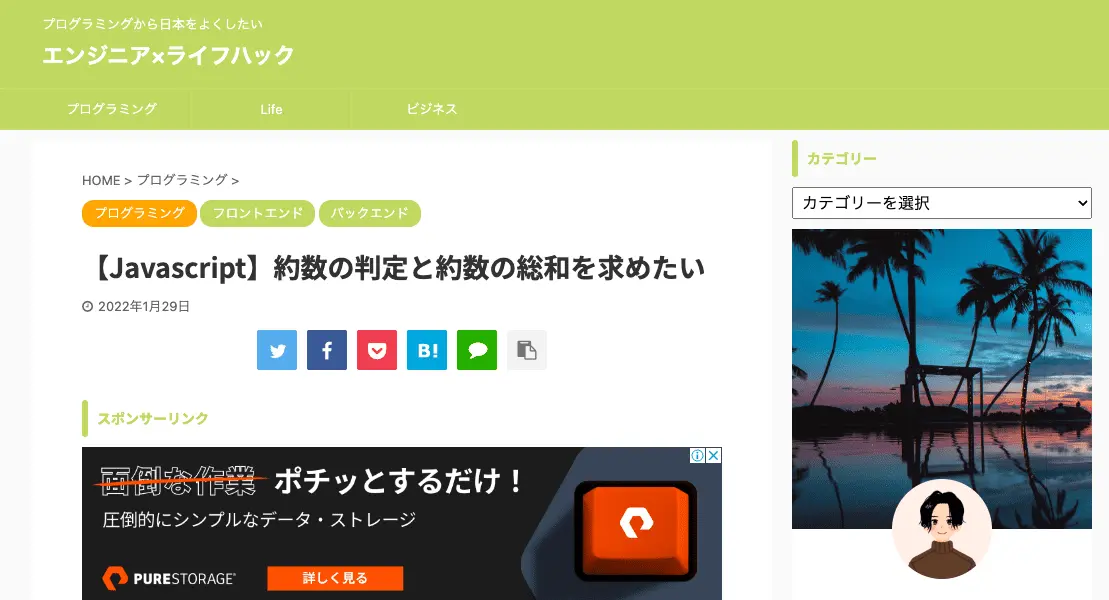 プログラミングから日本をよくしたい
エンジニア×ライフハック
プログラミング
Life
ビジネス
HOME > プログラミング >
プログラミング
フロントエンド
バックエンド
【Javascript】約数の判定と約数の総和を求めたい
2022年1月29日
B!
スポンサーリンク
面倒な作業 ポチッとするだけ！
圧倒的にシンプルなデータ・ストレージ
PURESTORAGE
詳しく見る
カテゴリー
カテゴリーを選択